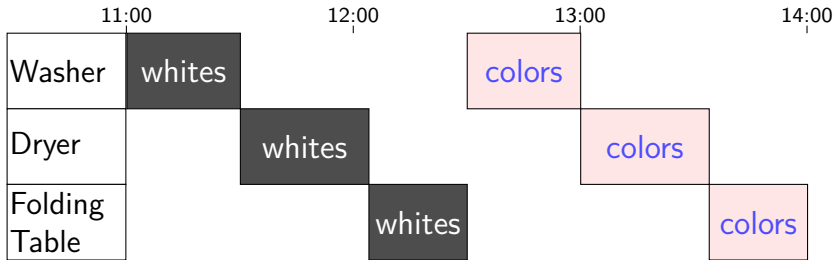 11:00 12:00 13:00 14:00
Washer whites colors
Dryer whites colors
Folding
Table whites colors